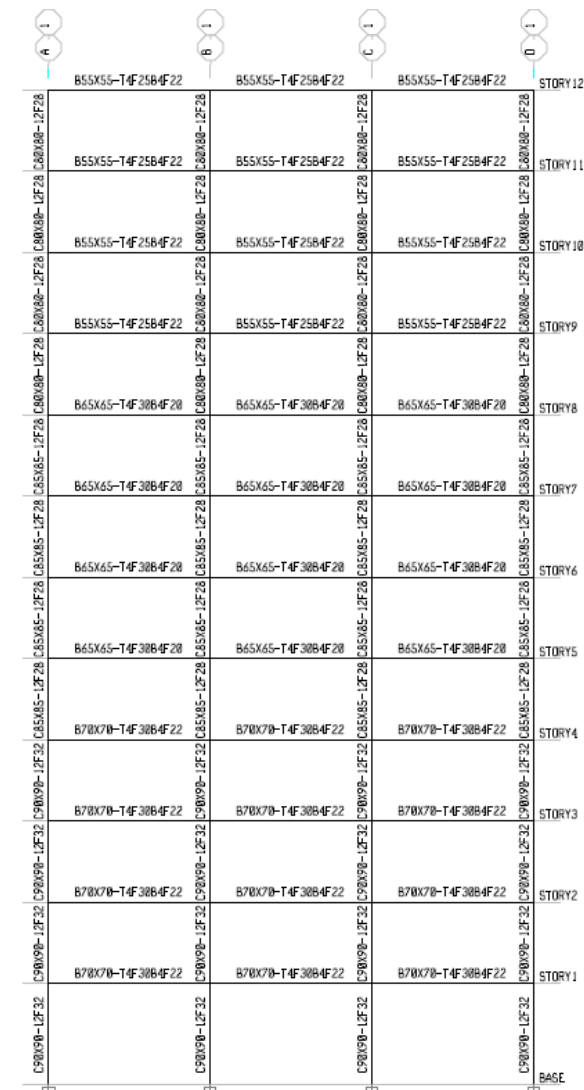 A 1 B 1 C 1 D 1
B55X55-T4F25B4F22 B55X55-T4F25B4F22 B55X55-T4F25B4F22 STORY12
C80X80-12F28 C80X80-12F28 C80X80-12F28 C80X80-12F28
B55X55-T4F25B4F22 B55X55-T4F25B4F22 B55X55-T4F25B4F22 STORY11
C80X80-12F28 C80X80-12F28 C80X80-12F28 C80X80-12F28
B55X55-T4F25B4F22 B55X55-T4F25B4F22 B55X55-T4F25B4F22 STORY10
C80X80-12F28 C80X80-12F28 C80X80-12F28 C80X80-12F28
B55X55-T4F25B4F22 B55X55-T4F25B4F22 B55X55-T4F25B4F22 STORY9
C80X80-12F28 C80X80-12F28 C80X80-12F28 C80X80-12F28
B65X65-T4F30B4F20 B65X65-T4F30B4F20 B65X65-T4F30B4F20 STORY8
C85X85-12F28 C85X85-12F28 C85X85-12F28 C85X85-12F28
B65X65-T4F30B4F20 B65X65-T4F30B4F20 B65X65-T4F30B4F20 STORY7
C85X85-12F28 C85X85-12F28 C85X85-12F28 C85X85-12F28
B65X65-T4F30B4F20 B65X65-T4F30B4F20 B65X65-T4F30B4F20 STORY6
C85X85-12F28 C85X85-12F28 C85X85-12F28 C85X85-12F28
B65X65-T4F30B4F20 B65X65-T4F30B4F20 B65X65-T4F30B4F20 STORY5
C85X85-12F28 C85X85-12F28 C85X85-12F28 C85X85-12F28
B70X70-T4F30B4F22 B70X70-T4F30B4F22 B70X70-T4F30B4F22 STORY4
C90X90-12F32 C90X90-12F32 C90X90-12F32 C90X90-12F32
B70X70-T4F30B4F22 B70X70-T4F30B4F22 B70X70-T4F30B4F22 STORY3
C90X90-12F32 C90X90-12F32 C90X90-12F32 C90X90-12F32
B70X70-T4F30B4F22 B70X70-T4F30B4F22 B70X70-T4F30B4F22 STORY2
C90X90-12F32 C90X90-12F32 C90X90-12F32 C90X90-12F32
B70X70-T4F30B4F22 B70X70-T4F30B4F22 B70X70-T4F30B4F22 STORY1
C90X90-12F32 C90X90-12F32 C90X90-12F32 C90X90-12F32
BASE